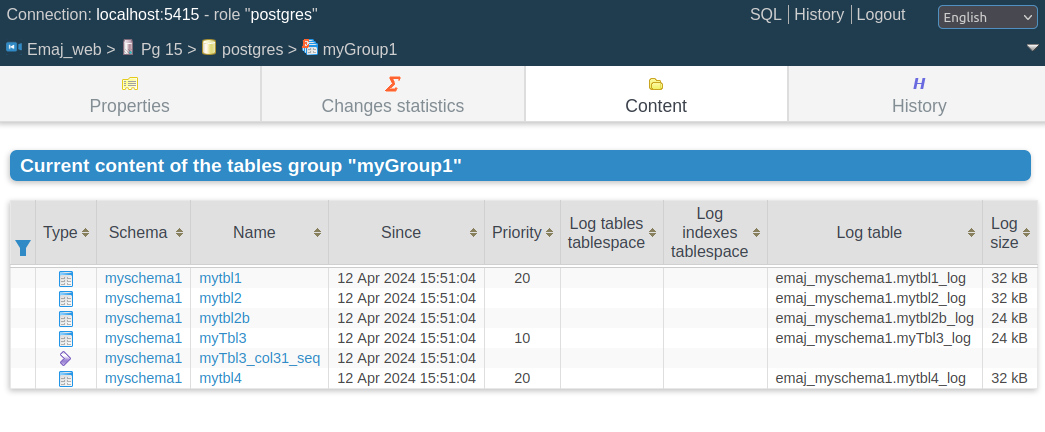 Connection: localhost:5415 - role "postgres"
SQL History Logout English
Emaj_web > Pg 15 > postgres > myGroup1
Properties Changes statistics Content History
Current content of the tables group "myGroup1"
Type Schema Name Since Priority Log tables tablespace Log indexes tablespace Log table Log size
myschema1 mytbl1 12 Apr 2024 15:51:04 20 emaj_myschema1.mytbl1_log 32 kB
myschema1 mytbl2 12 Apr 2024 15:51:04 emaj_myschema1.mytbl2_log 32 kB
myschema1 mytbl2b 12 Apr 2024 15:51:04 emaj_myschema1.mytbl2b_log 24 kB
myschema1 myTbl3 12 Apr 2024 15:51:04 10 emaj_myschema1.myTbl3_log 24 kB
myschema1 myTbl3_col31_seq 12 Apr 2024 15:51:04
myschema1 mytbl4 12 Apr 2024 15:51:04 20 emaj_myschema1.mytbl4_log 32 kB